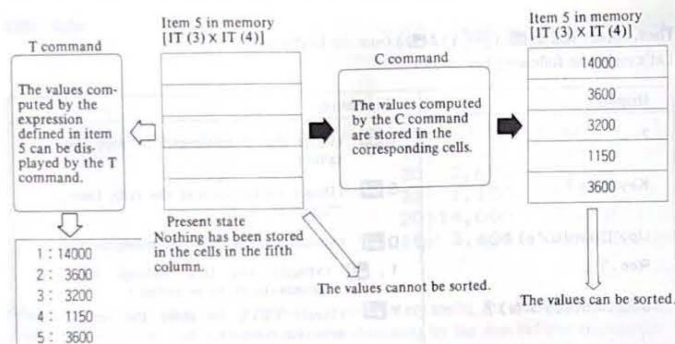 Item 5 in memory
[IT (3) × IT (4)]
T command
The values com-
puted by the
expression
defined in item
5 can be dis-
played by the T
command.
1 : 14000
2 : 3600
3 : 3200
4 : 1150
5 : 3600
Present state
Nothing has been stored
in the cells in the fifth
column.
The values cannot be sorted.
C command
The values computed
by the C command
are stored in the
corresponding cells.
Item 5 in memory
[IT (3) × IT (4)]
14000
3600
3200
1150
3600
The values can be sorted.